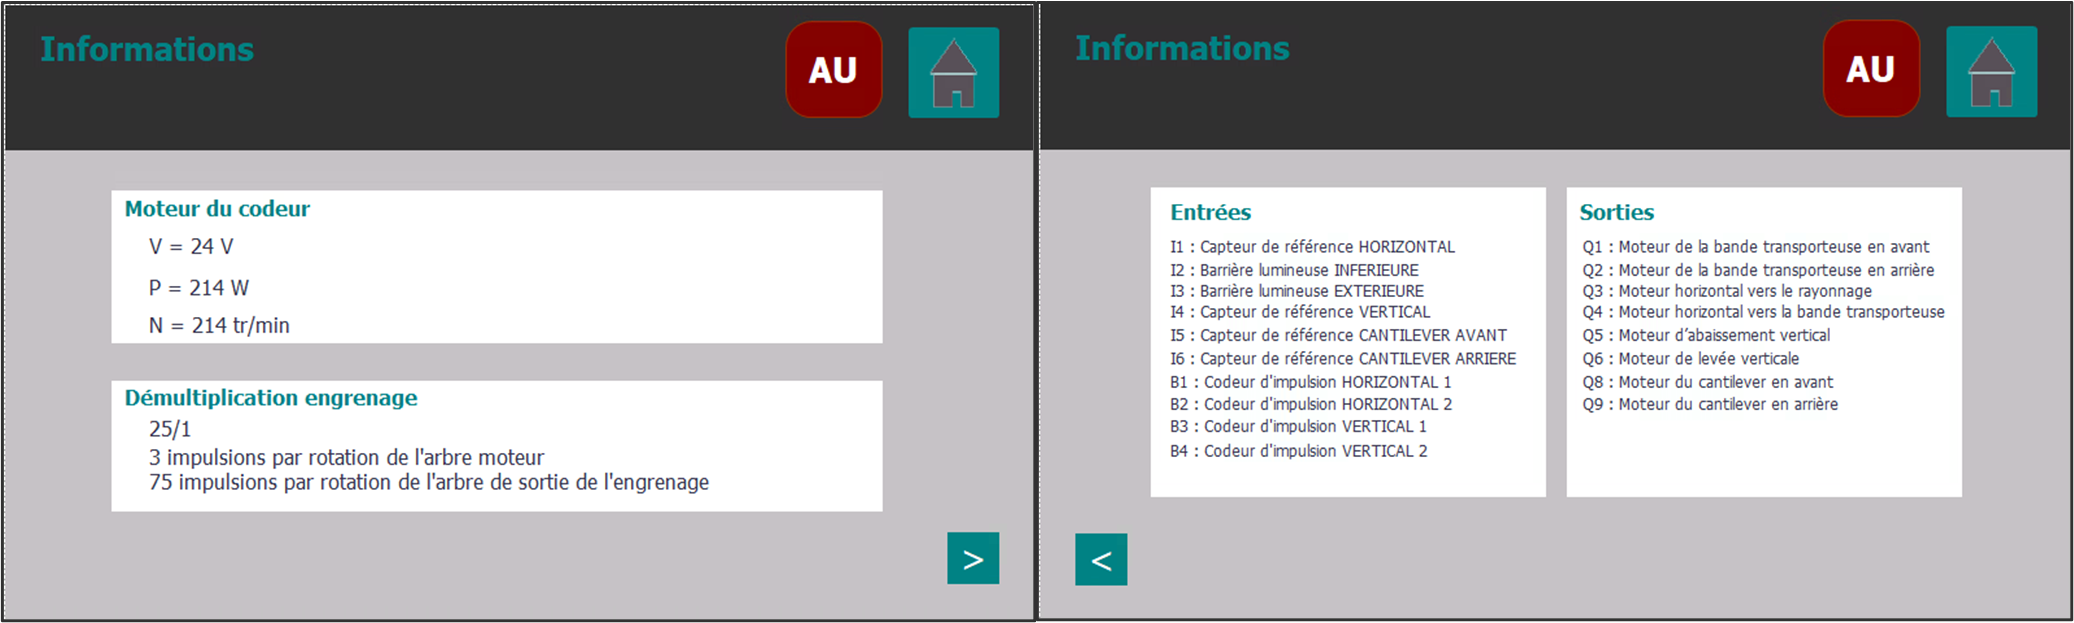 Informations
AU
Moteur du codeur
V = 24 V
P = 214 W
N = 214 tr/min
Démultiplication engrenage
25/1
3 impulsions par rotation de l'arbre moteur
75 impulsions par rotation de l'arbre de sortie de l'engrenage
>
Informations
AU
Entrées
I1 : Capteur de référence HORIZONTAL
I2 : Barrière lumineuse INFERIEURE
I3 : Barrière lumineuse EXTERIEURE
I4 : Capteur de référence VERTICAL
I5 : Capteur de référence CANTILEVER AVANT
I6 : Capteur de référence CANTILEVER ARRIERE
B1 : Codeur d'impulsion HORIZONTAL 1
B2 : Codeur d'impulsion HORIZONTAL 2
B3 : Codeur d'impulsion VERTICAL 1
B4 : Codeur d'impulsion VERTICAL 2
Sorties
Q1 : Moteur de la bande transporteuse en avant
Q2 : Moteur de la bande transporteuse en arrière
Q3 : Moteur horizontal vers le rayonnage
Q4 : Moteur horizontal vers la bande transporteuse
Q5 : Moteur d’abaissement vertical
Q6 : Moteur de levée verticale
Q8 : Moteur du cantilever en avant
Q9 : Moteur du cantilever en arrière
<